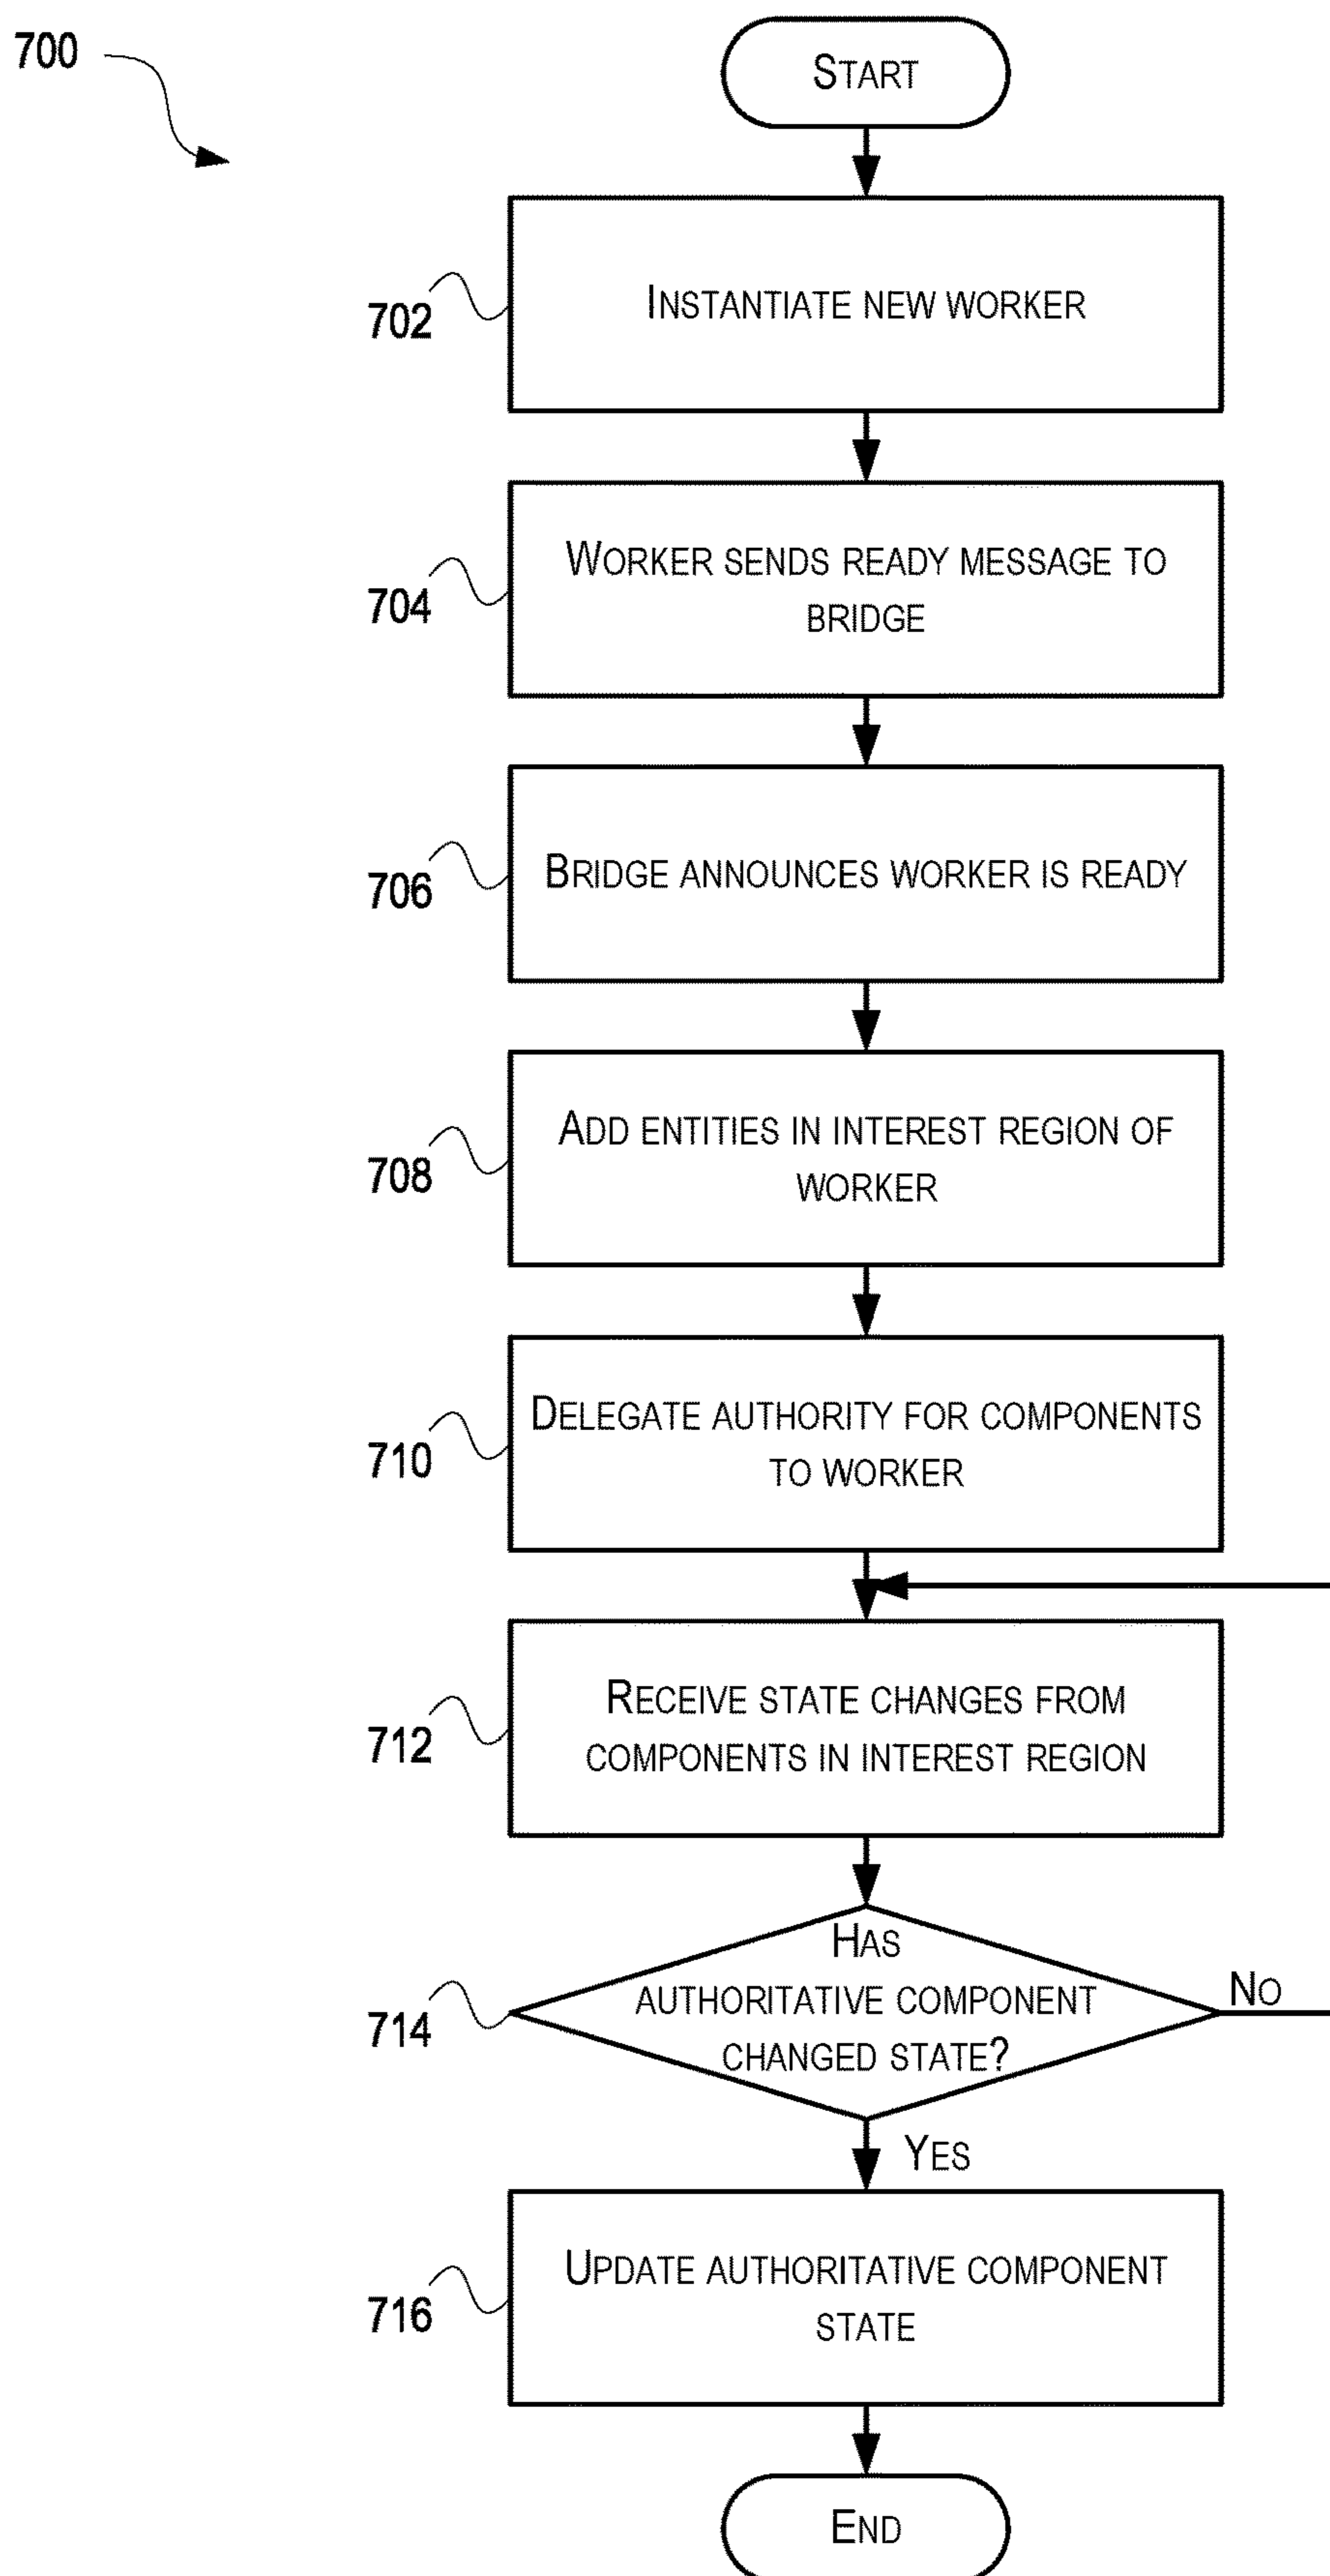 700
START
702
INSTANTIATE NEW WORKER
704
WORKER SENDS READY MESSAGE TO
BRIDGE
706
BRIDGE ANNOUNCES WORKER IS READY
708
ADD ENTITIES IN INTEREST REGION OF
WORKER
710
DELEGATE AUTHORITY FOR COMPONENTS
TO WORKER
712
RECEIVE STATE CHANGES FROM
COMPONENTS IN INTEREST REGION
714
HAS
AUTHORITATIVE COMPONENT
CHANGED STATE?
NO
YES
716
UPDATE AUTHORITATIVE COMPONENT
STATE
END